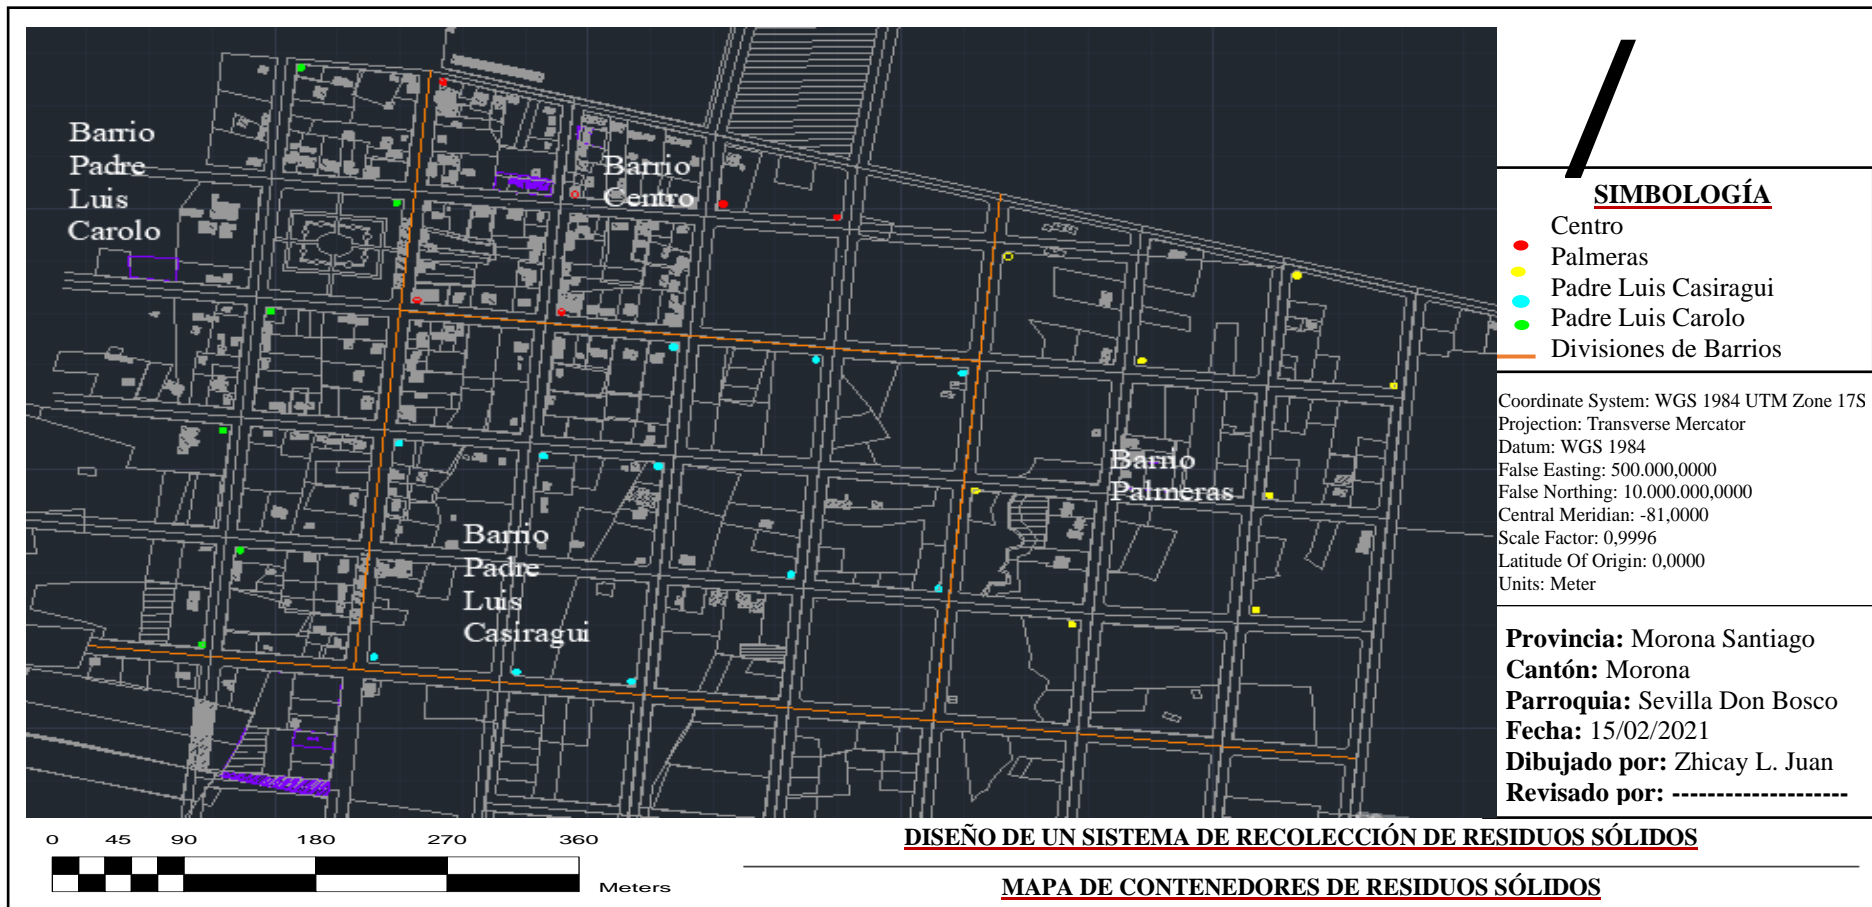 Barrio
Padre
Luis
Carolo
Barrio
Centro
Barrio
Palmeras
Barrio
Padre
Luis
Casiragui
SIMBOLOGÍA
Centro
Palmeras
Padre Luis Casiragui
Padre Luis Carolo
Divisiones de Barrios
Coordinate System: WGS 1984 UTM Zone 17S
Projection: Transverse Mercator
Datum: WGS 1984
False Easting: 500.000,0000
False Northing: 10.000.000,0000
Central Meridian: -81,0000
Scale Factor: 0,9996
Latitude Of Origin: 0,0000
Units: Meter
Provincia: Morona Santiago
Cantón: Morona
Parroquia: Sevilla Don Bosco
Fecha: 15/02/2021
Dibujado por: Zhicay L. Juan
Revisado por: --------------------
0 45 90 180 270 360
Meters
DISEÑO DE UN SISTEMA DE RECOLECCIÓN DE RESIDUOS SÓLIDOS
MAPA DE CONTENEDORES DE RESIDUOS SÓLIDOS